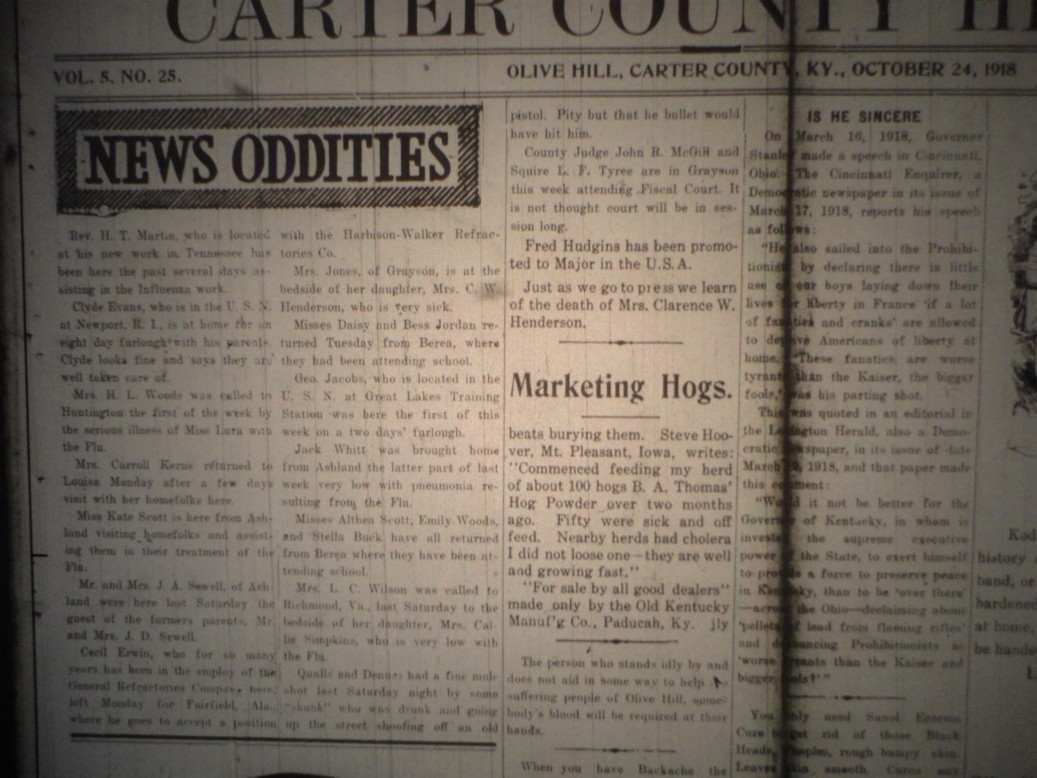 CARTER COUNTY
VOL. 5. NO. 25.
OLIVE HILL, CARTER COUNTY, KY., OCTOBER 24, 1918
NEWS ODDITIES
Rev. H. T. Martin, who is located
at his new work in Tennessee has
been here the past several days as-
sisting in the Influenza work.
Clyde Evans, who is in the U. S. N.
at Newport, R. I., is at home for an
eight day furlough with his parents.
Clyde looks fine and says they are
well taken care of.
Mrs. H. L. Woods was called to
Huntington the first of the week by
the serious illness of Miss Lura with
the Flu.
Mrs. Carroll Kerns returned to
Louisa Monday after a few days
visit with her homefolks here.
Miss Kate Scott is here from Ash-
land visiting homefolks and assist-
ing them in their treatment of the
Flu.
Mr. and Mrs. J. A. Sewell, of Ash-
land were here last Saturday the
guest of the formers parents, Mr.
and Mrs. J. D. Sewell.
Cecil Erwin, who for so many
years has been in the employ of the
General Refractories Company here,
left Monday for Fairfield, Ala.,
where he goes to accept a position
with the Harbison-Walker Refrac-
tories Co.
Mrs. Jones, of Grayson, is at the
bedside of her daughter, Mrs. C. W.
Henderson, who is very sick.
Misses Daisy and Bess Jordan re-
turned Tuesday from Berea, where
they had been attending school.
Geo. Jacobs, who is located in the
U. S. N. at Great Lakes Training
Station was here the first of this
week on a two days' furlough.
Jack Whitt was brought home
from Ashland the latter part of last
week very low with pneumonia re-
sulting from the Flu.
Misses Althea Scott, Emily Woods,
and Stella Buck have all returned
from Berea where they have been at-
tending school.
Mrs. L. C. Wilson was called to
Richmond, Va., last Saturday to the
bedside of her daughter, Mrs. Cal-
lie Simpkins, who is very low with
the Flu.
Qualls and Dennes had a fine mule
shot last Saturday night by some
"skunk" who was drunk and going
up the street shooting off an old
pistol. Pity but that he bullet would
have hit him.
County Judge John R. McGill and
Squire L. F. Tyree are in Grayson
this week attending Fiscal Court. It
is not thought court will be in ses-
sion long.
Fred Hudgins has been promo-
ted to Major in the U.S.A.
Just as we go to press we learn
of the death of Mrs. Clarence W.
Henderson.
Marketing Hogs.
beats burying them. Steve Hoo-
ver, Mt. Pleasant, Iowa, writes:
"Commenced feeding my herd
of about 100 hogs B. A. Thomas'
Hog Powder over two months
ago. Fifty were sick and off
feed. Nearby herds had cholera
I did not loose one—they are well
and growing fast."
"For sale by all good dealers"
made only by the Old Kentucky
Manuf'g Co., Paducah, Ky. jly
The person who stands idly by and
does not aid in some way to help
suffering people of Olive Hill, some-
body's blood will be required at their
hands.
When you have Backache the
IS HE SINCERE
On March 16, 1918, Governor
Stanley made a speech in Cincinnati,
Ohio. The Cincinnati Enquirer, a
Democratic newspaper in its issue of
March 17, 1918, reports his speech
as follows:
"He also sailed into the Prohibi-
tionist by declaring there is little
use of our boys laying down their
lives for liberty in France 'if a lot
of fanatics and cranks' are allowed
to deprive Americans of liberty at
home. 'These fanatics are worse
tyrants than the Kaiser, the bigger
fools,' was his parting shot.
This was quoted in an editorial in
the Lexington Herald, also a Demo-
cratic newspaper, in its issue of date
March 1918, and that paper made
this comment:
"Would it not be better for the
Governor of Kentucky, in whom is
invested the supreme executive
power of the State, to exert himself
to provide a force to preserve peace
in Kentucky, than to be 'over there'
—across the Ohio—declaiming about
'pellets of lead from flaming rifles'
and denouncing Prohibitionists as
'worse tyrants than the Kaiser and
bigger fools!'"
You only need Sanol Eczema
Cure to get rid of those Black
Heads, Pimples, rough bumpy skin.
Leaves skin smooth. Cures any
Kod
history
band, or
hardened
at home,
be hande